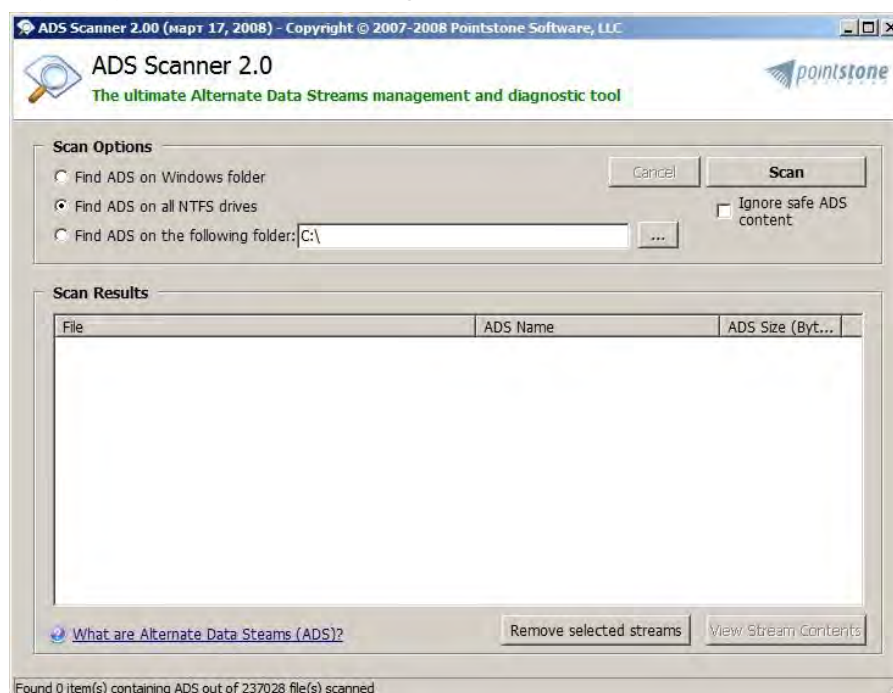 ADS Scanner 2.00 (март 17, 2008) - Copyright © 2007-2008 Pointstone Software, LLC
ADS Scanner 2.0
pointstone
The ultimate Alternate Data Streams management and diagnostic tool
Scan Options
Find ADS on Windows folder
Cancel
Scan
Find ADS on all NTFS drives
Ignore safe ADS
content
Find ADS on the following folder: C:\
...
Scan Results
File ADS Name ADS Size (Byt...
What are Alternate Data Steams (ADS)?
Remove selected streams
View Stream Contents
Found 0 item(s) containing ADS out of 237028 file(s) scanned